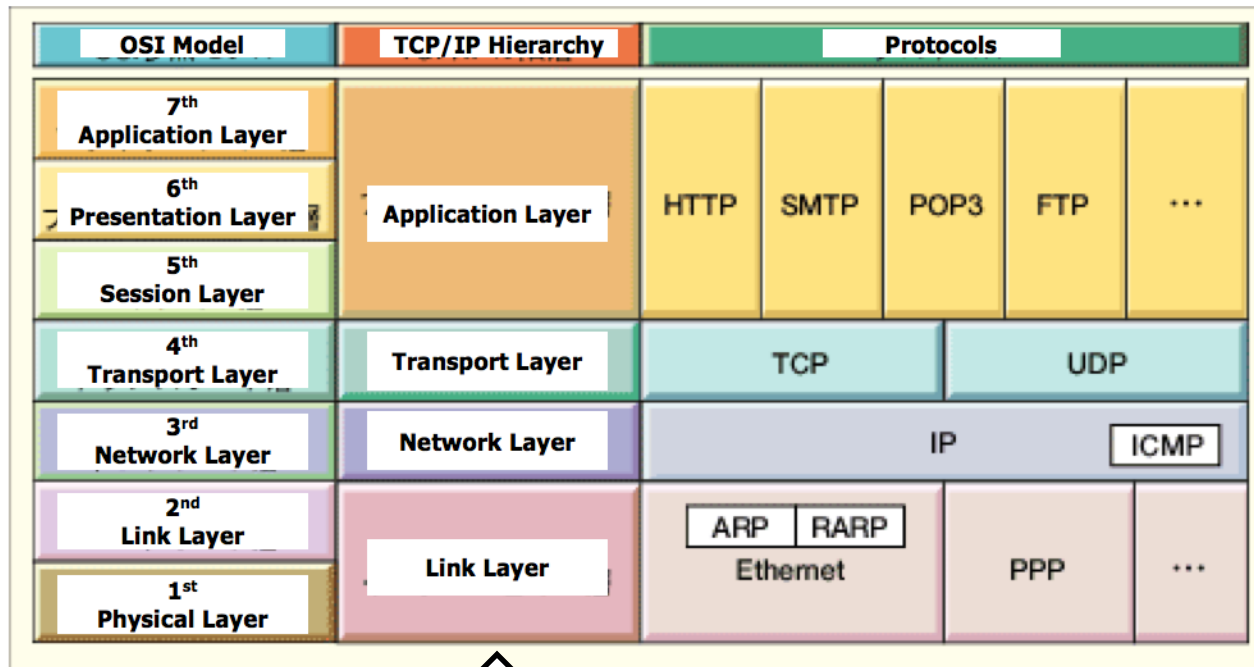 OSI Model
TCP/IP Hierarchy
Protocols
7th
Application Layer
6th
Presentation Layer
5th
Session Layer
Application Layer
HTTP
SMTP
POP3
FTP
...
4th
Transport Layer
Transport Layer
TCP
UDP
3rd
Network Layer
Network Layer
IP
ICMP
2nd
Link Layer
1st
Physical Layer
Link Layer
ARP
RARP
Ethernet
PPP
...